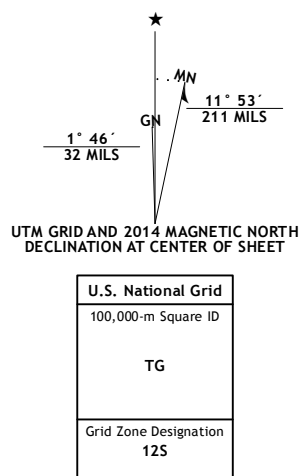 MN
GN
11° 53´
211 MILS
1° 46´
32 MILS
UTM GRID AND 2014 MAGNETIC NORTH
DECLINATION AT CENTER OF SHEET
U.S. National Grid
100,000-m Square ID
TG
Grid Zone Designation
12S